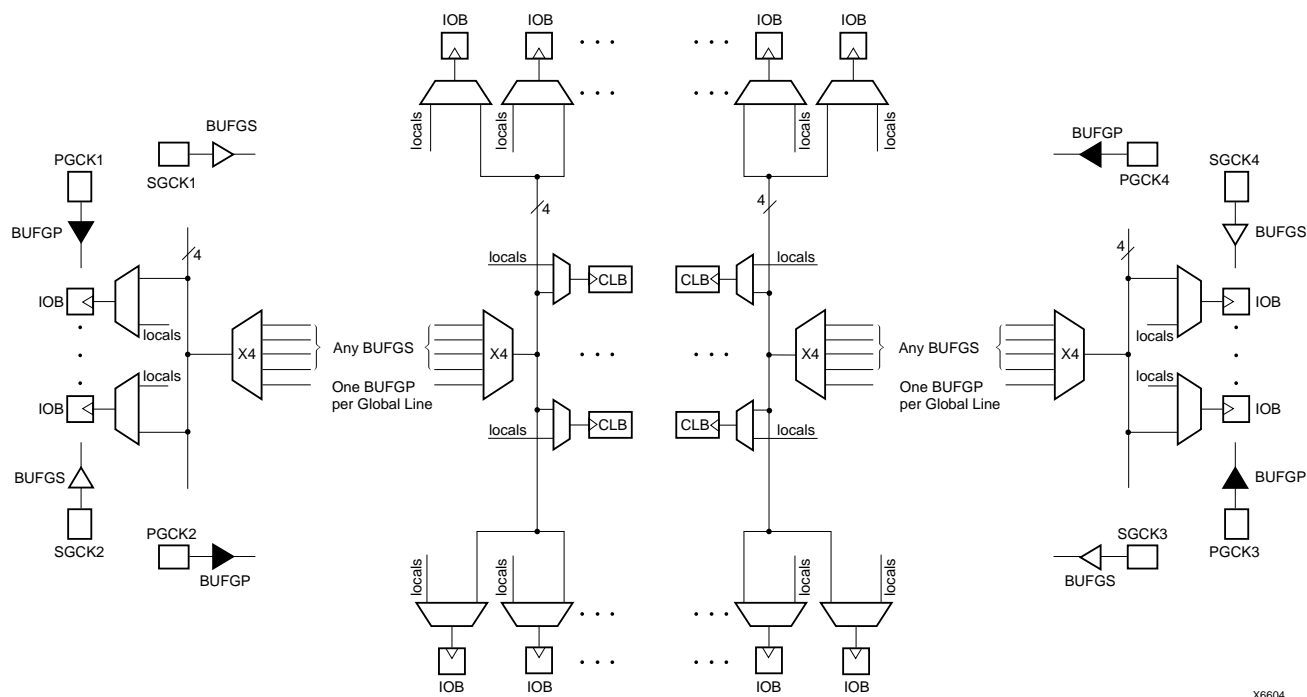 IOB IOB . . . . . . IOB IOB
. . . . . .
locals locals locals locals
BUFGS BUFGP
PGCK1 SGCK4
SGCK1 PGCK4
4 4
BUFGP BUFGS
4 4
locals CLB CLB locals
IOB IOB
locals locals
X4 Any BUFGS X4 . . . . . . X4 Any BUFGS X4
locals locals
One BUFGP One BUFGP
per Global Line per Global Line
IOB IOB
CLB CLB
locals locals
BUFGS BUFGP
PGCK2 SGCK3
SGCK2 PGCK3
BUFGP BUFGS
locals locals locals locals
. . . . . .
IOB IOB . . . . . . IOB IOB
X6604